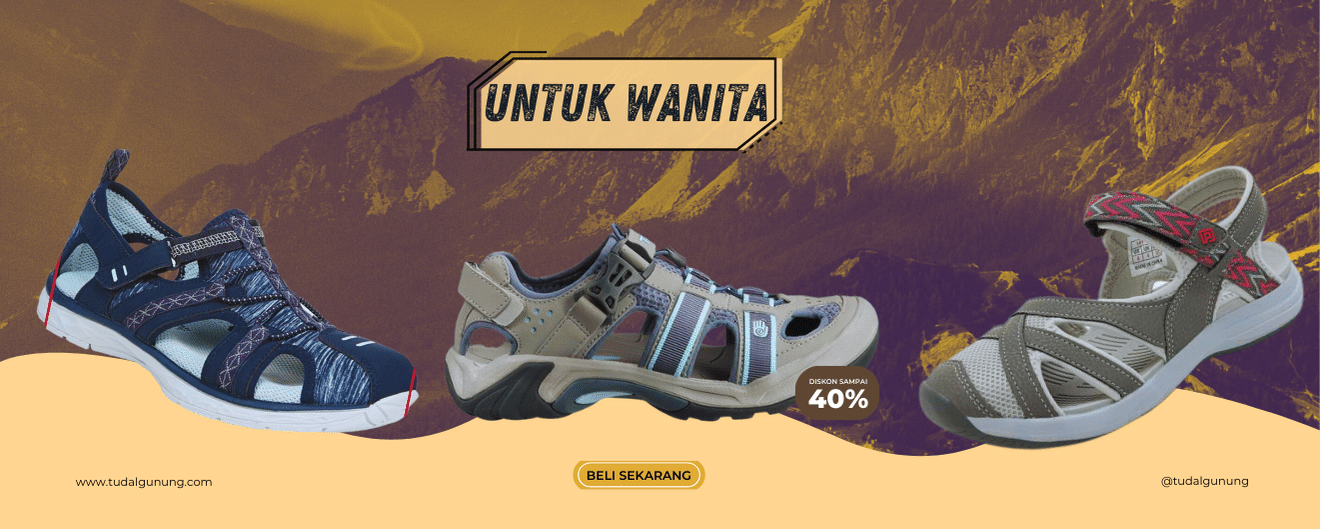 UNTUK WANITA
DISKON SAMPAI
40%
BELI SEKARANG
www.tudalgunung.com
@tudalgunung